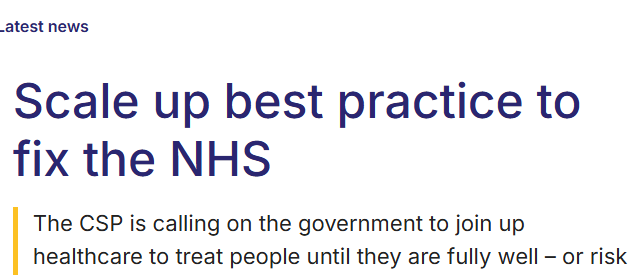 Latest news
Scale up best practice to
fix the NHS
The CSP is calling on the government to join up
healthcare to treat people until they are fully well – or risk